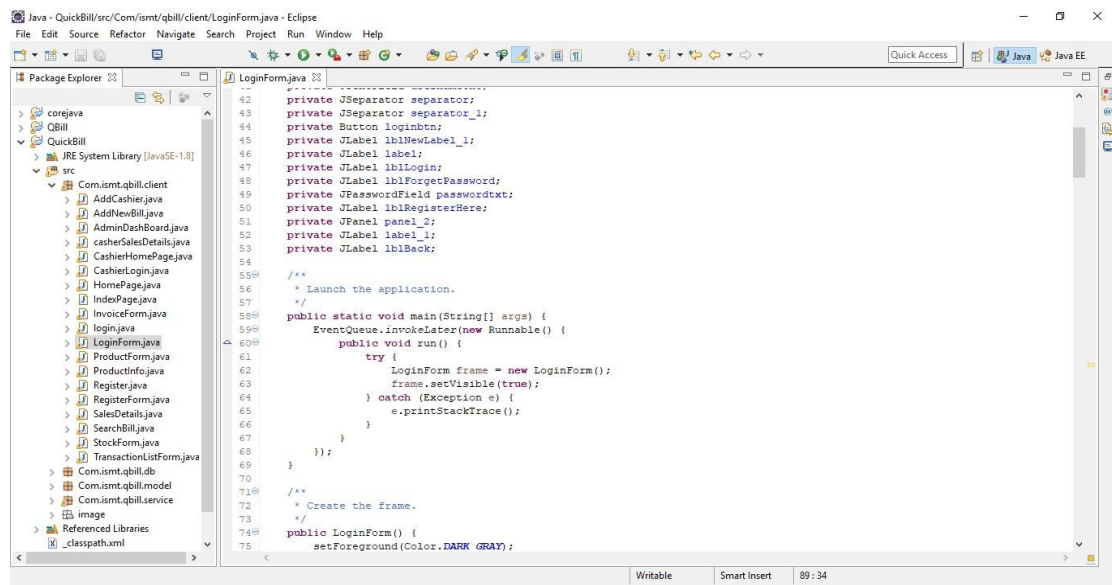 Java - QuickBill/src/Com/ismt/qbill/client/LoginForm.java - Eclipse
File Edit Source Refactor Navigate Search Project Run Window Help
Quick Access
Java
Java EE
Package Explorer
corejava
QBill
QuickBill
JRE System Library [JavaSE-1.8]
src
Com.ismt.qbill.client
AddCashier.java
AddNewBill.java
AdminDashBoard.java
casherSalesDetails.java
CashierHomePage.java
CashierLogin.java
HomePage.java
IndexPage.java
InvoiceForm.java
login.java
LoginForm.java
ProductForm.java
ProductInfo.java
Register.java
RegisterForm.java
SalesDetails.java
SearchBill.java
StockForm.java
TransactionListForm.java
Com.ismt.qbill.db
Com.ismt.qbill.model
Com.ismt.qbill.service
image
Referenced Libraries
_classpath.xml
LoginForm.java
42 private JSeparator separator;
43 private JSeparator separator_1;
44 private Button loginbtn;
45 private JLabel lblNewLabel_1;
46 private JLabel label;
47 private JLabel lblLogin;
48 private JLabel lblForgetPassword;
49 private JPasswordField passwordtxt;
50 private JLabel lblRegisterHere;
51 private JPanel panel_2;
52 private JLabel label_1;
53 private JLabel lblBack;
54
55 /**
56 * Launch the application.
57 */
58 public static void main(String[] args) {
59 EventQueue.invokeLater(new Runnable() {
60 public void run() {
61 try {
62 LoginForm frame = new LoginForm();
63 frame.setVisible(true);
64 } catch (Exception e) {
65 e.printStackTrace();
66 }
67 }
68 });
69 }
70
71 /**
72 * Create the frame.
73 */
74 public LoginForm() {
75 setForeground(Color.DARK_GRAY);
Writable
Smart Insert
89 : 34